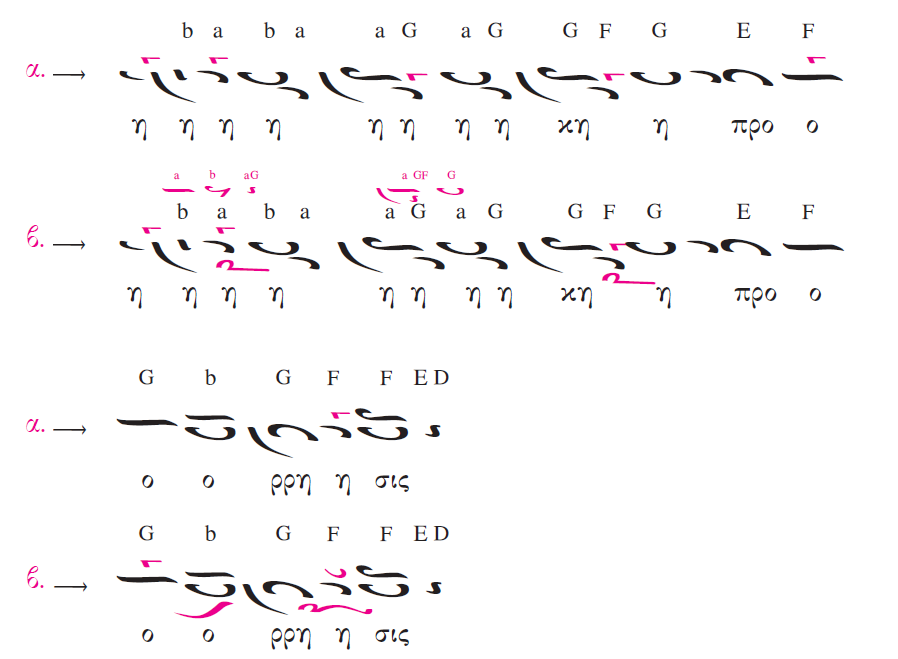 b a b a a G a G G F G E F
α. →
η η η η η η η η κη η προ ο
a b aG a GF G
b a b a a G a G G F G E F
β. →
η η η η η η η η κη η προ ο
G b G F F E D
α. →
ο ο ρρη η σις
G b G F F E D
β. →
ο ο ρρη η σις